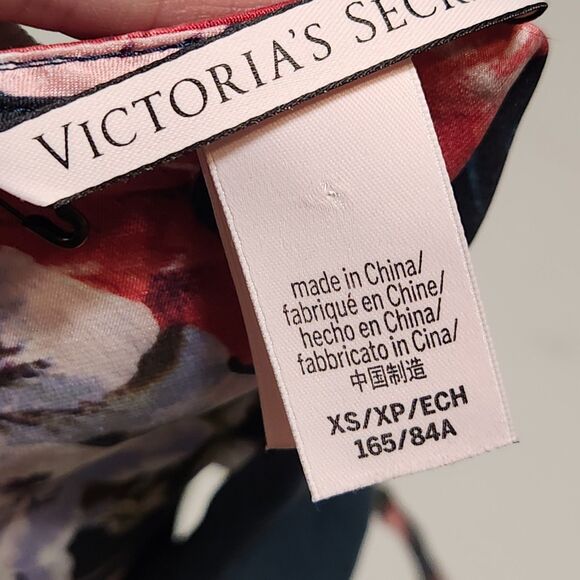 VICTORIA'S SECR
made in China/
fabriqué en Chine/
hecho en China/
fabbricato in Cina/
中国制造
XS/XP/ECH
165/84A